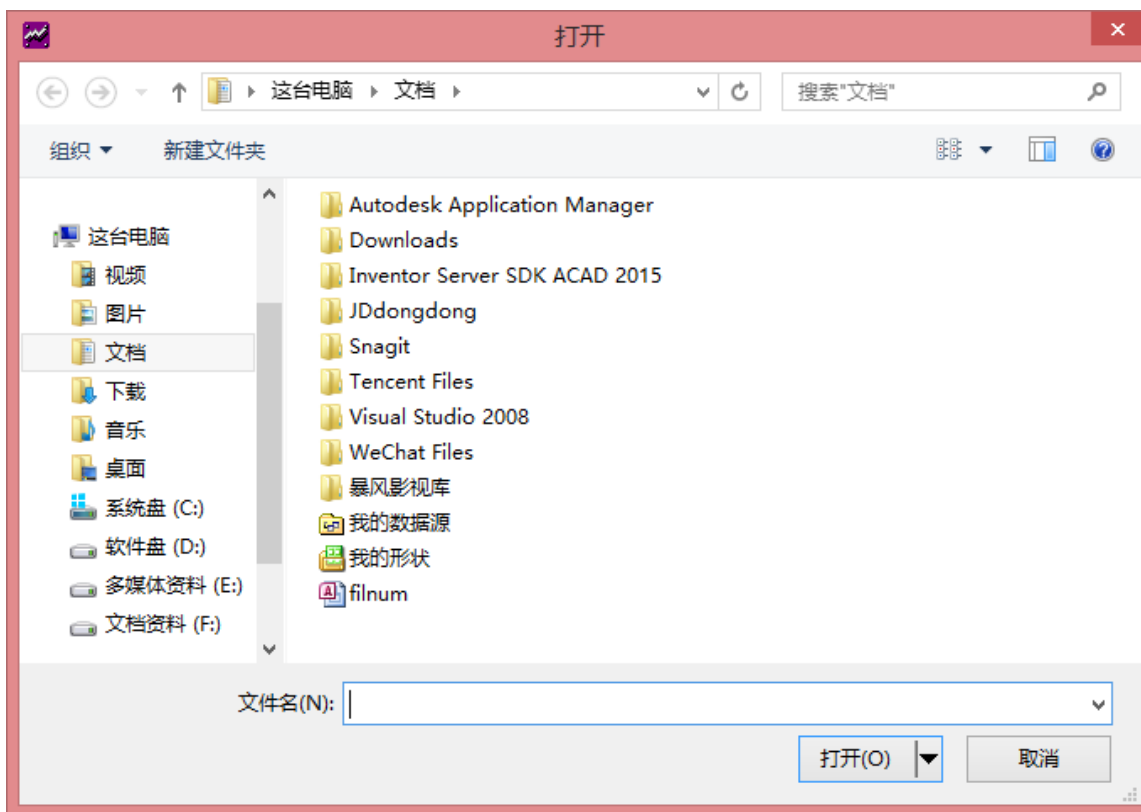 打开
这台电脑 文档
搜索"文档"
组织 新建文件夹
这台电脑
视频
图片
文档
下载
音乐
桌面
系统盘 (C:)
软件盘 (D:)
多媒体资料 (E:)
文档资料 (F:)
Autodesk Application Manager
Downloads
Inventor Server SDK ACAD 2015
JDdongdong
Snagit
Tencent Files
Visual Studio 2008
WeChat Files
暴风影视库
我的数据源
我的形状
filnum
文件名(N):
打开(O) 取消